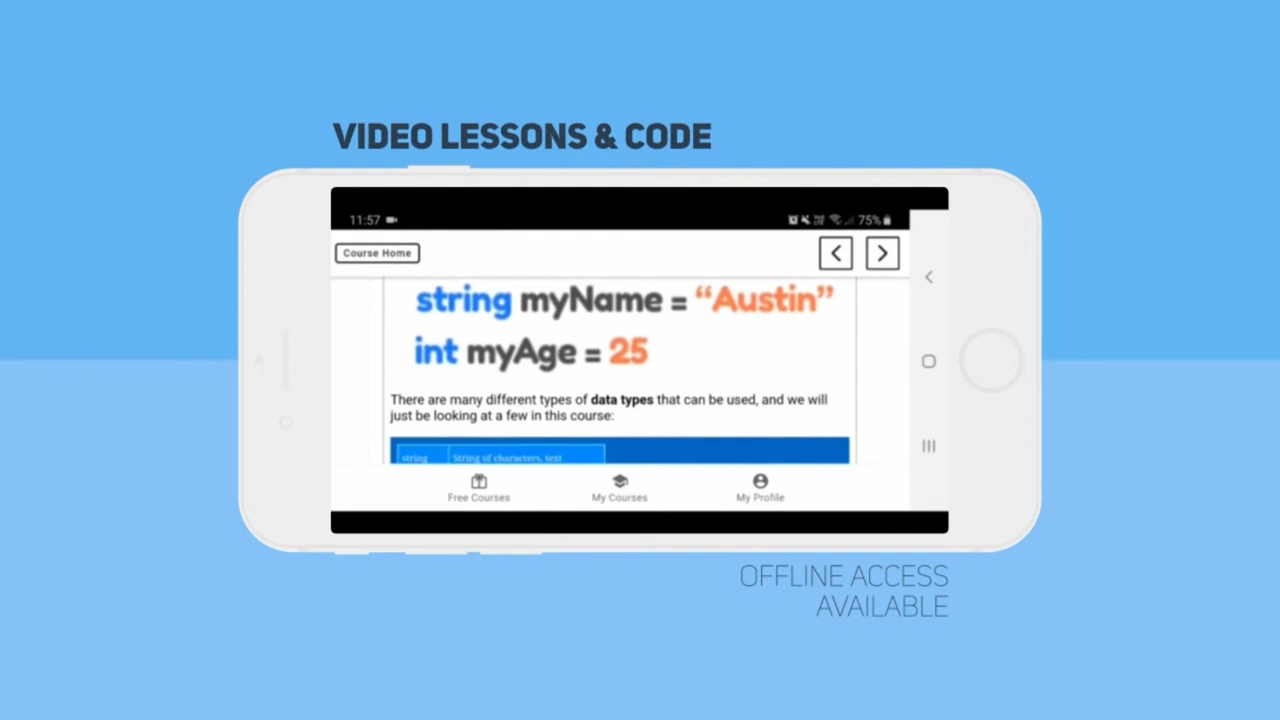 VIDEO LESSONS & CODE
11:57
75%
Course Home
string myName = “Austin”
int myAge = 25
There are many different types of data types that can be used, and we will
just be looking at a few in this course:
string String of characters, text
Free Courses My Courses My Profile
OFFLINE ACCESS
AVAILABLE